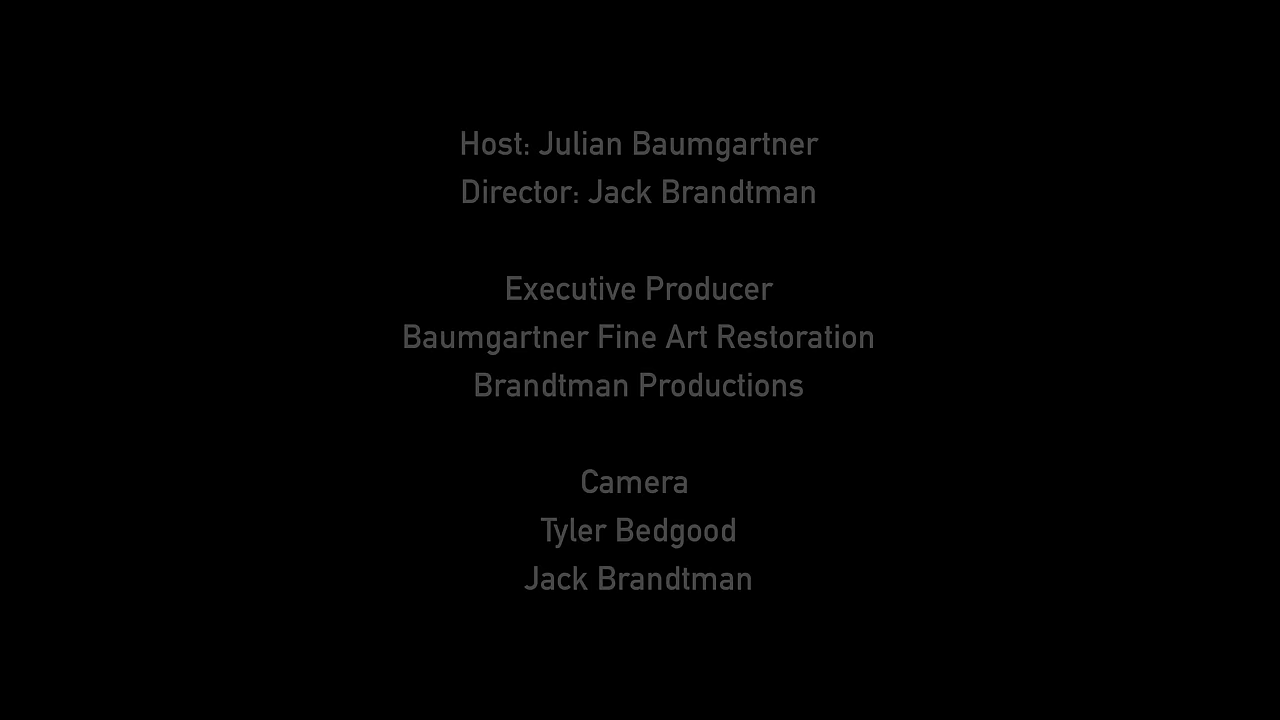 Host: Julian Baumgartner
Director: Jack Brandtman
Executive Producer
Baumgartner Fine Art Restoration
Brandtman Productions
Camera
Tyler Bedgood
Jack Brandtman